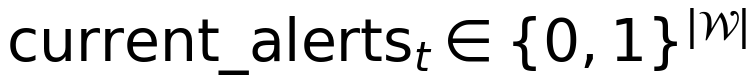 current_alerts_t ∈ {0, 1}^{|𝒲|}